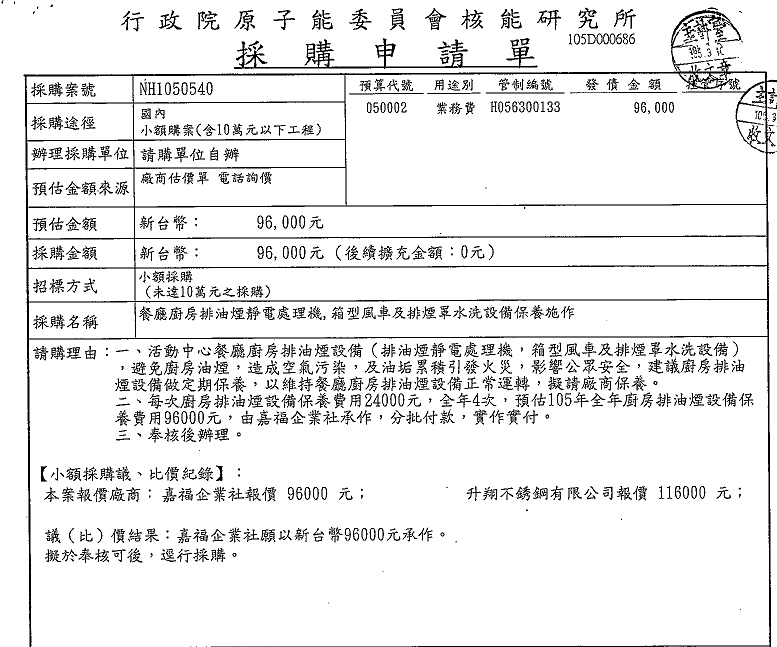 行政院原子能委員會核能研究所
採購申請單
105D000686
採購案號 NH1050540
預算代號 用途別 管制編號 發債金額
050002 業務費 H056300133 96,000
採購途徑 國內
小額購案(含10萬元以下工程)
辦理採購單位 請購單位自辦
預估金額來源 廠商估價單 電話詢價
預估金額 新台幣： 96,000元
採購金額 新台幣： 96,000元(後續擴充金額：0元)
招標方式 小額採購
(未達10萬元之採購)
採購名稱 餐廳廚房排油煙靜電處理機,箱型風車及排煙罩水洗設備保養施作
請購理由：一、活動中心餐廳廚房排油煙設備(排油煙靜電處理機，箱型風車及排煙罩水洗設備)
，避免廚房油煙，造成空氣污染，及油垢累積引發火災，影響公眾安全，建議廚房排油
煙設備做定期保養，以維持餐廳廚房排油煙設備正常運轉，擬請廠商保養。
二、每次廚房排油煙設備保養費用24000元，全年4次，預估105年全年廚房排油煙設備保
養費用96000元，由嘉福企業社承作，分批付款，實作實付。
三、奉核後辦理。
【小額採購議、比價紀錄】：
本案報價廠商：嘉福企業社報價 96000 元； 升翔不銹鋼有限公司報價 116000 元；
議(比)價結果：嘉福企業社願以新台幣96000元承作。
擬於奉核可後，逕行採購。